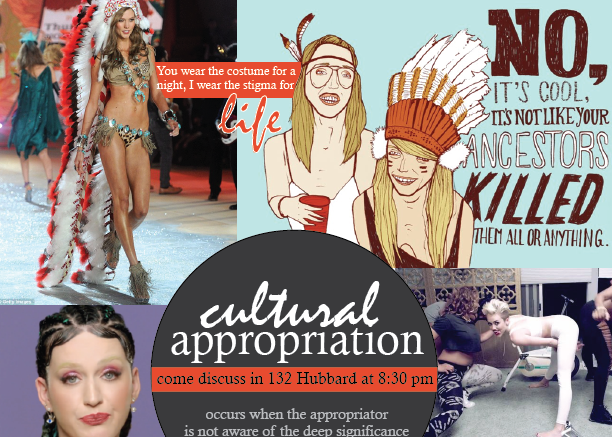 You wear the costume for a
night, I wear the stigma for
life
NO,
IT'S COOL,
IT'S NOT LIKE YOUR
ANCESTORS
KILLED
THEM ALL OR ANYTHING..
cultural
appropriation
come discuss in 132 Hubbard at 8:30 pm
occurs when the appropriator
is not aware of the deep significance